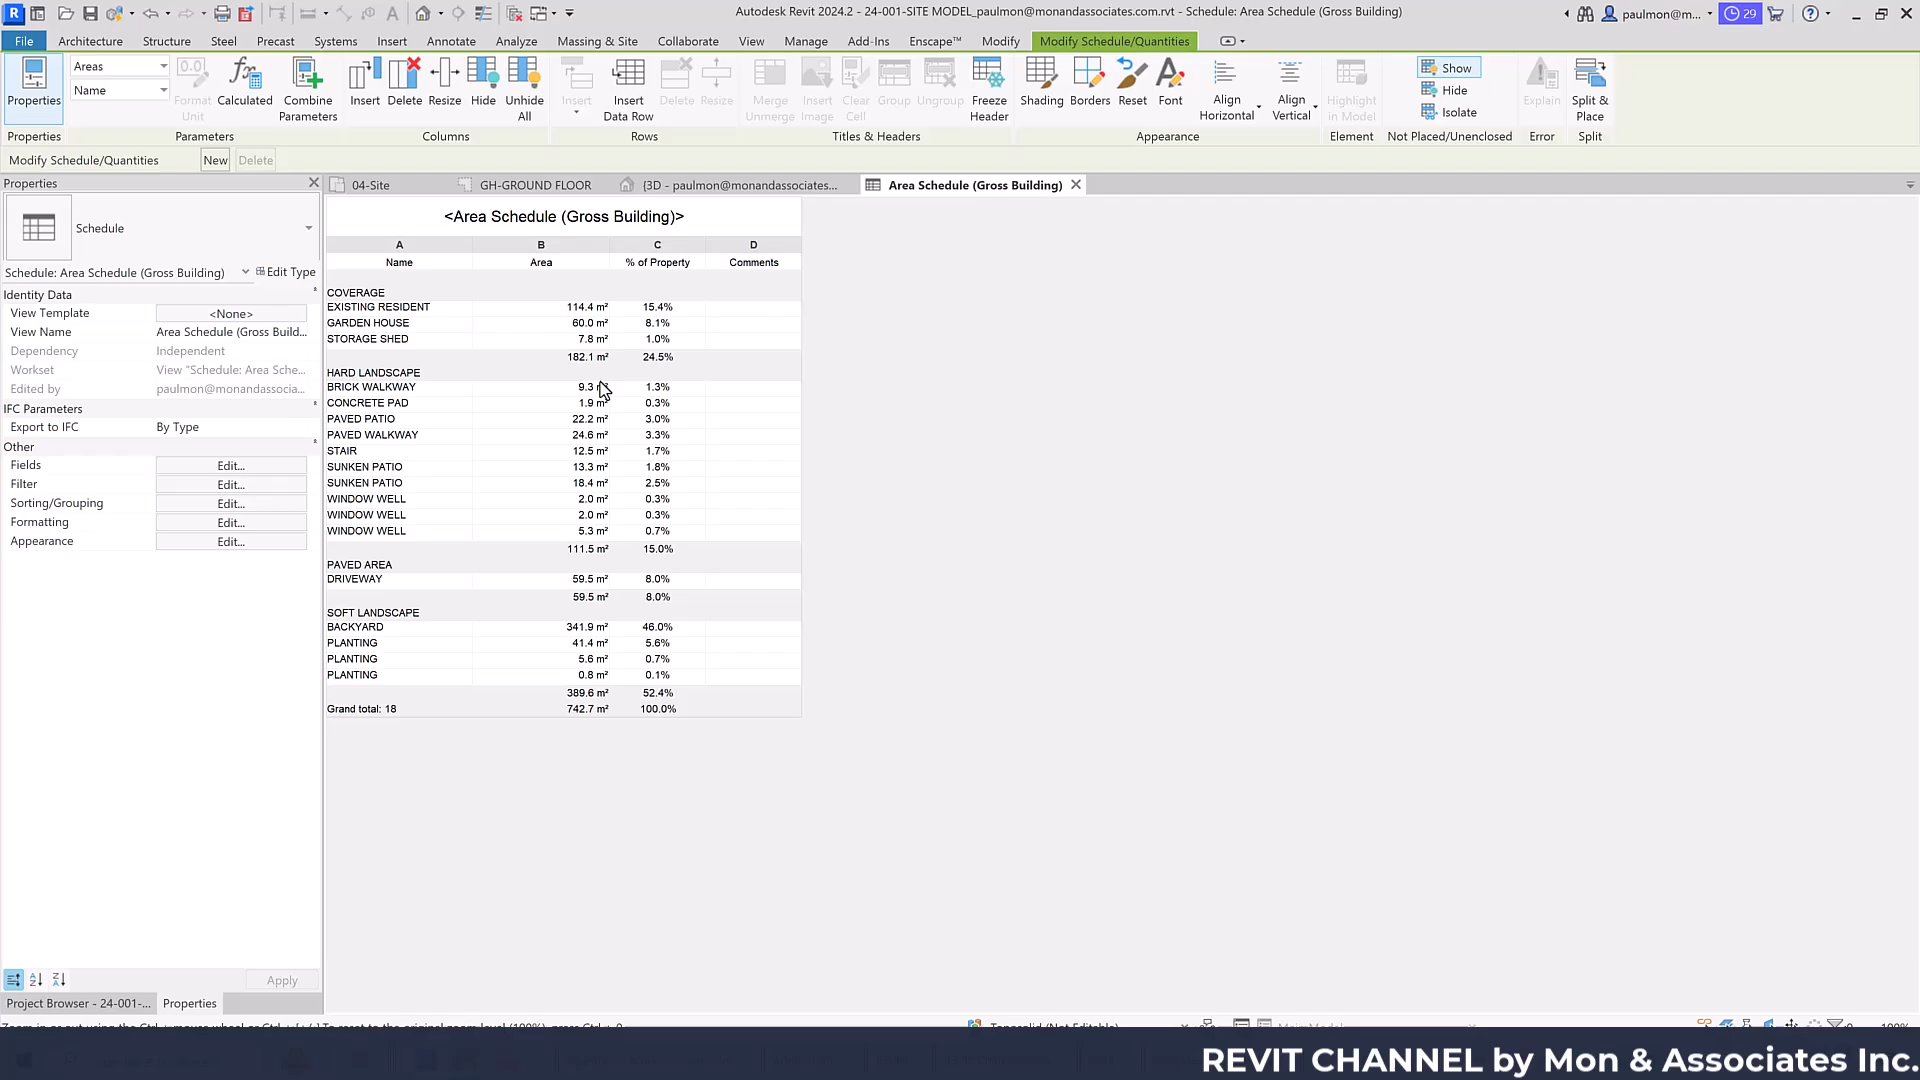 Autodesk Revit 2024.2 - 24-001-SITE MODEL_paulmon@monandassociates.com.rvt - Schedule: Area Schedule (Gross Building)
paulmon@m... 29
File Architecture Structure Steel Precast Systems Insert Annotate Analyze Massing & Site Collaborate View Manage Add-Ins Enscape™ Modify Modify Schedule/Quantities
Properties Areas Name 0.0 Format Unit Calculated Combine Parameters Insert Delete Resize Hide Unhide All Insert Insert Data Row Delete Resize Merge Unmerge Insert Image Clear Cell Group Ungroup Freeze Header Shading Borders Reset Font Align Horizontal Align Vertical Highlight in Model Show Hide Isolate Explain Split & Place
Properties Parameters Columns Rows Titles & Headers Appearance Element Not Placed/Unenclosed Error Split
Modify Schedule/Quantities New Delete
Properties
04-Site GH-GROUND FLOOR {3D - paulmon@monandassociates... Area Schedule (Gross Building)
Schedule
Schedule: Area Schedule (Gross Building) Edit Type
Identity Data
View Template <None>
View Name Area Schedule (Gross Build...
Dependency Independent
Workset View "Schedule: Area Sche...
Edited by paulmon@monandassocia...
IFC Parameters
Export to IFC By Type
Other
Fields Edit...
Filter Edit...
Sorting/Grouping Edit...
Formatting Edit...
Appearance Edit...
Apply
Project Browser - 24-001-... Properties
<Area Schedule (Gross Building)>
A B C D
Name Area % of Property Comments
COVERAGE
EXISTING RESIDENT 114.4 m² 15.4%
GARDEN HOUSE 60.0 m² 8.1%
STORAGE SHED 7.8 m² 1.0%
182.1 m² 24.5%
HARD LANDSCAPE
BRICK WALKWAY 9.3 m² 1.3%
CONCRETE PAD 1.9 m² 0.3%
PAVED PATIO 22.2 m² 3.0%
PAVED WALKWAY 24.6 m² 3.3%
STAIR 12.5 m² 1.7%
SUNKEN PATIO 13.3 m² 1.8%
SUNKEN PATIO 18.4 m² 2.5%
WINDOW WELL 2.0 m² 0.3%
WINDOW WELL 2.0 m² 0.3%
WINDOW WELL 5.3 m² 0.7%
111.5 m² 15.0%
PAVED AREA
DRIVEWAY 59.5 m² 8.0%
59.5 m² 8.0%
SOFT LANDSCAPE
BACKYARD 341.9 m² 46.0%
PLANTING 41.4 m² 5.6%
PLANTING 5.6 m² 0.7%
PLANTING 0.8 m² 0.1%
389.6 m² 52.4%
Grand total: 18 742.7 m² 100.0%
REVIT CHANNEL by Mon & Associates Inc.